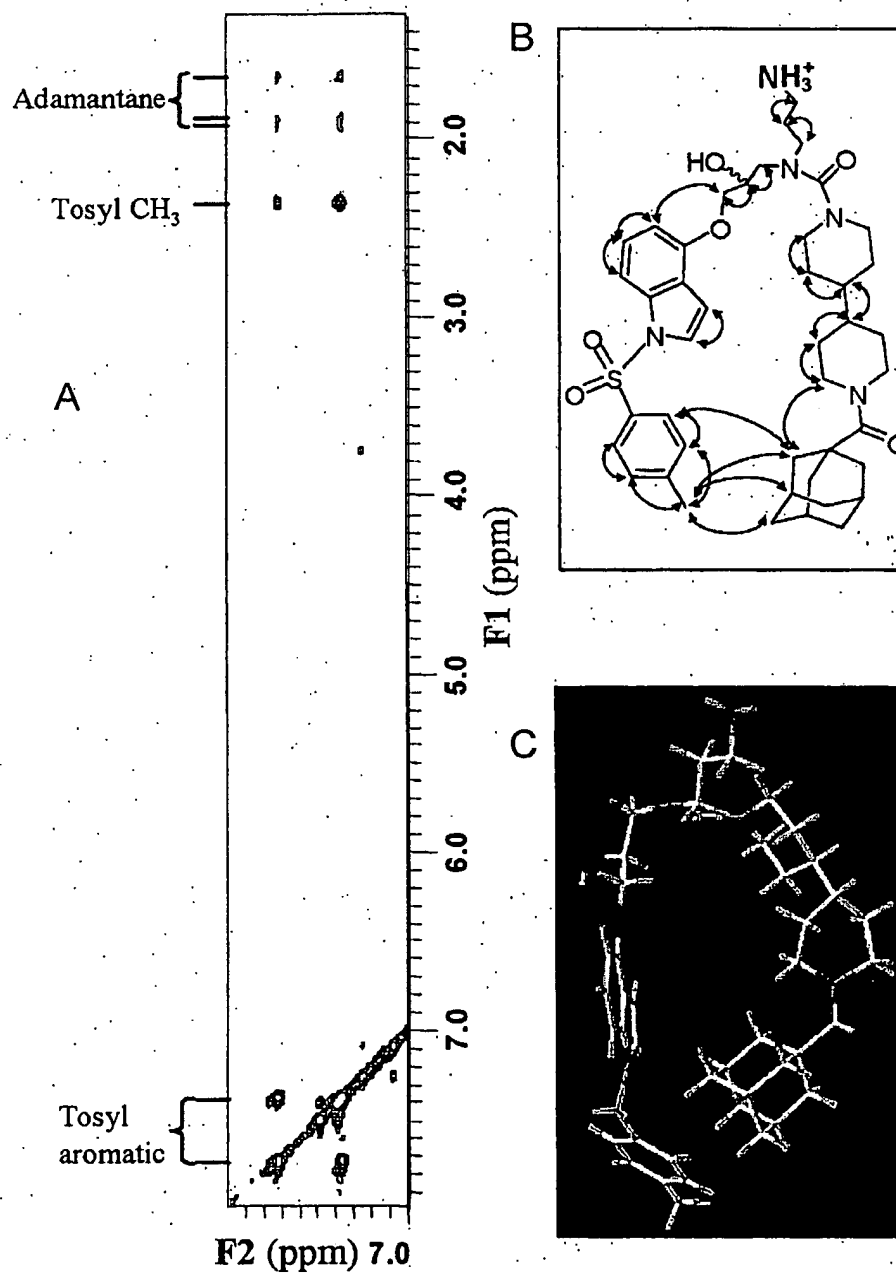 A
Adamantane
Tosyl CH3
Tosyl
aromatic
2.0
3.0
4.0
5.0
6.0
7.0
F1 (ppm)
F2 (ppm) 7.0
B
NH3+
HO
N
O
N
O
N
O
S
O
N
O
C